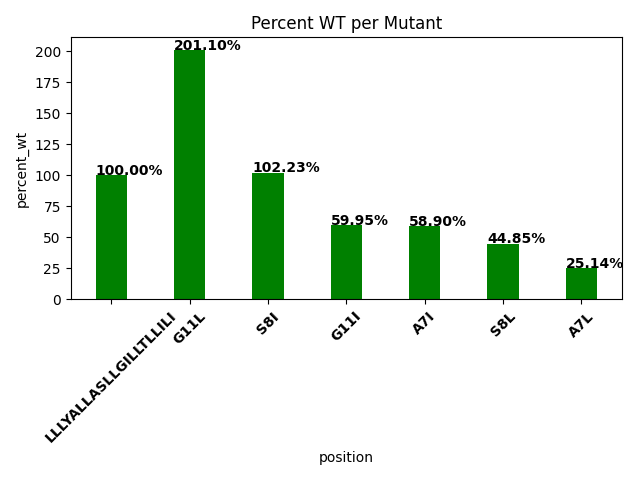 Percent WT per Mutant
percent_wt
200
175
150
125
100
75
50
25
0
100.00%
201.10%
102.23%
59.95%
58.90%
44.85%
25.14%
LLLYALLASLLGILLTLLILI
G11L
S8I
G11I
A7I
S8L
A7L
position